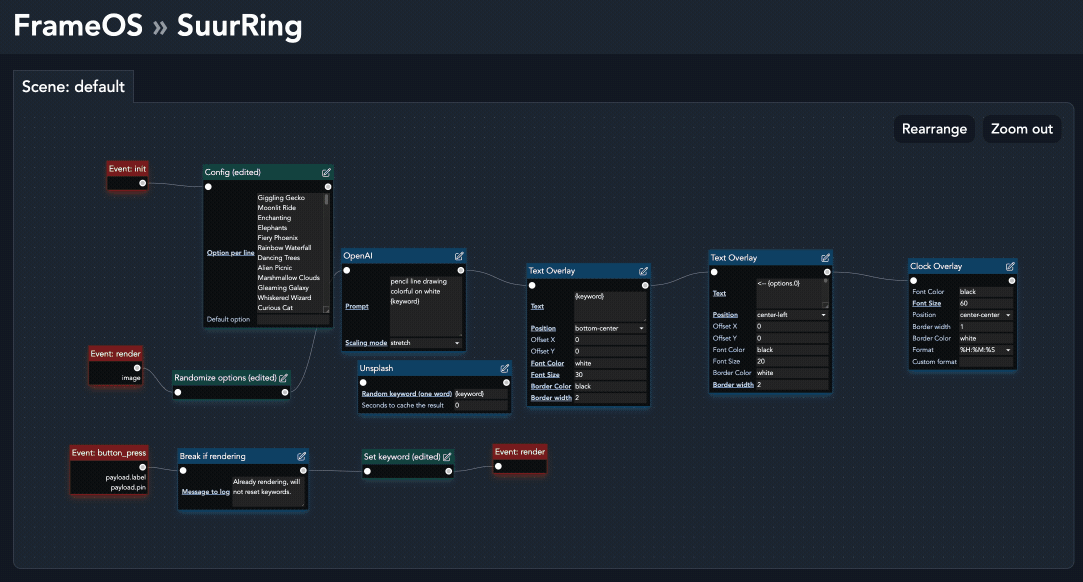 FrameOS » SuurRing
Scene: default
Rearrange
Zoom out
Event: init
Config (edited)
Option per line
Giggling Gecko
Moonlit Ride
Enchanting
Elephants
Fiery Phoenix
Rainbow Waterfall
Dancing Trees
Alien Picnic
Marshmallow Clouds
Gleaming Galaxy
Whiskered Wizard
Curious Cat
Default option
OpenAI
Prompt
pencil line drawing
colorful on white
{keyword}
Scaling mode stretch
Text Overlay
Text
{keyword}
Position bottom-center
Offset X 0
Offset Y 0
Font Color white
Font Size 30
Border Color black
Border width 2
Text Overlay
Text
<-- {options.0}
Position center-left
Offset X 0
Offset Y 0
Font Color black
Font Size 20
Border Color white
Border width 2
Clock Overlay
Font Color black
Font Size 60
Position center-center
Border width 1
Border Color white
Format %H:%M:%S
Custom format
Event: render
image
Randomize options (edited)
Unsplash
Random keyword (one word) {keyword}
Seconds to cache the result 0
Event: button_press
payload.label
payload.pin
Break if rendering
Message to log
Already rendering, will
not reset keywords.
Set keyword (edited)
Event: render